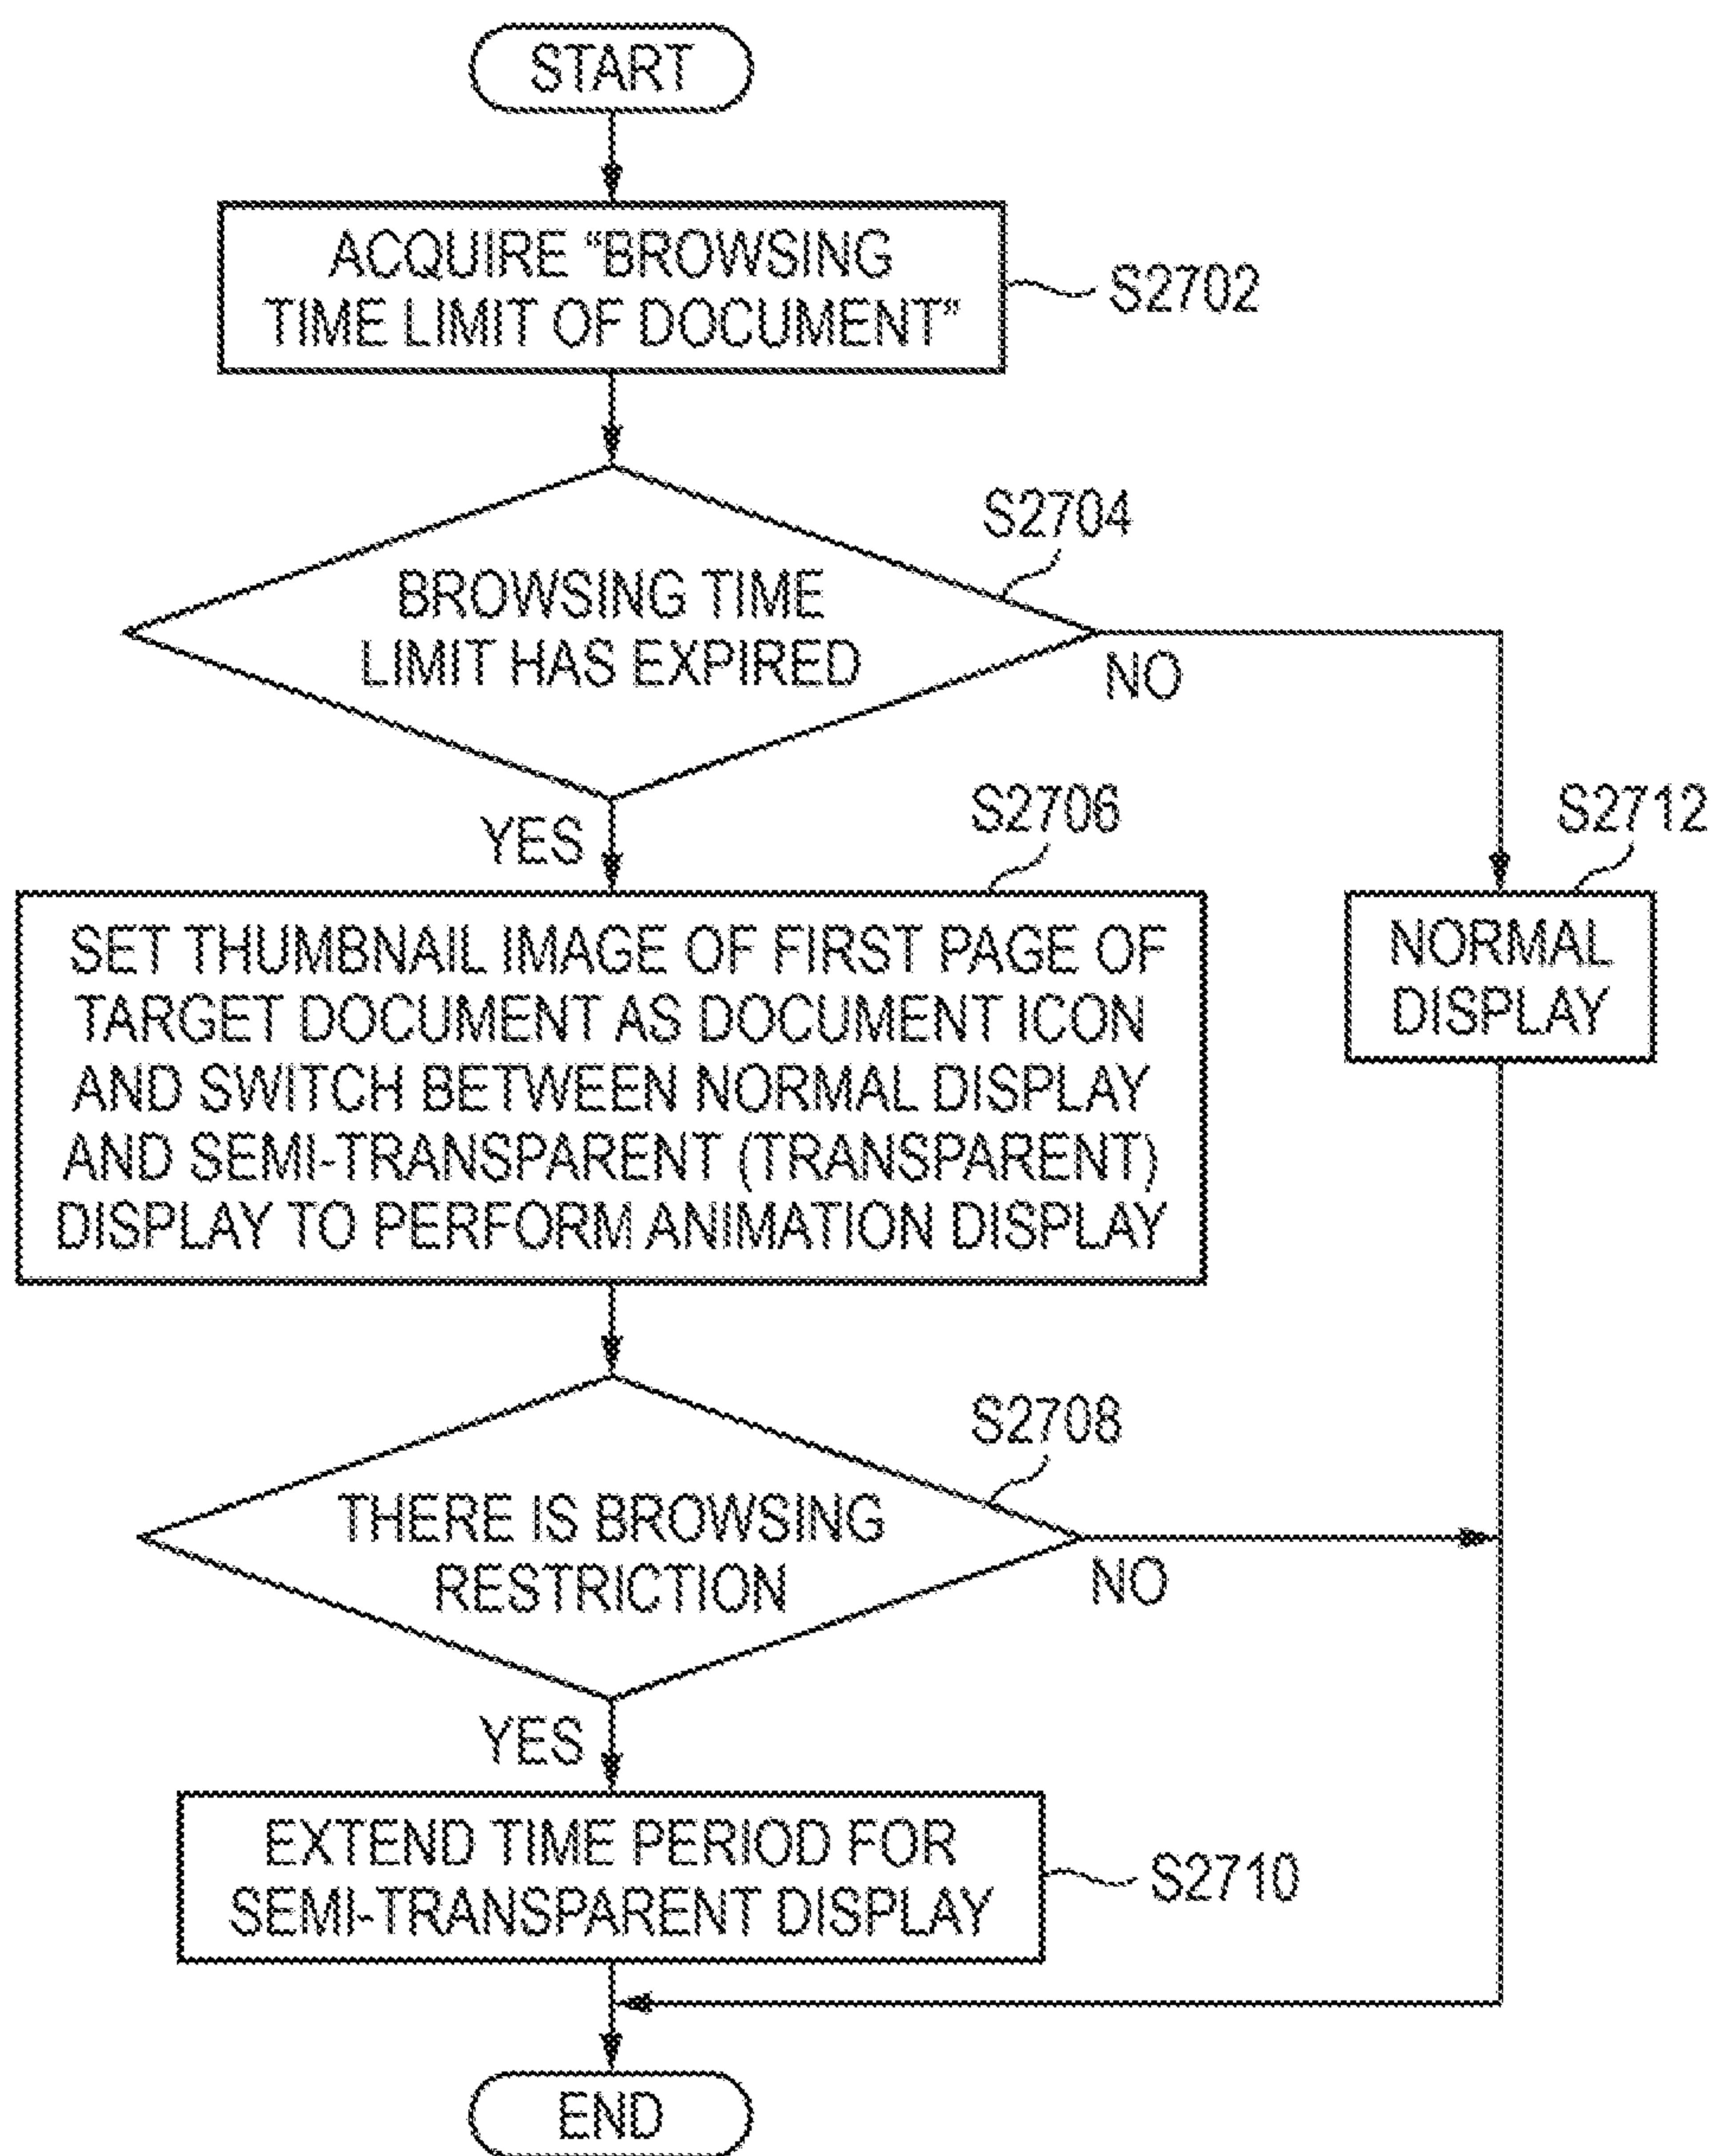 START
ACQUIRE “BROWSING
TIME LIMIT OF DOCUMENT”
S2702
S2704
BROWSING TIME
LIMIT HAS EXPIRED
NO
YES
S2706
S2712
SET THUMBNAIL IMAGE OF FIRST PAGE OF
TARGET DOCUMENT AS DOCUMENT ICON
AND SWITCH BETWEEN NORMAL DISPLAY
AND SEMI-TRANSPARENT (TRANSPARENT)
DISPLAY TO PERFORM ANIMATION DISPLAY
NORMAL
DISPLAY
S2708
THERE IS BROWSING
RESTRICTION
NO
YES
EXTEND TIME PERIOD FOR
SEMI-TRANSPARENT DISPLAY
S2710
END